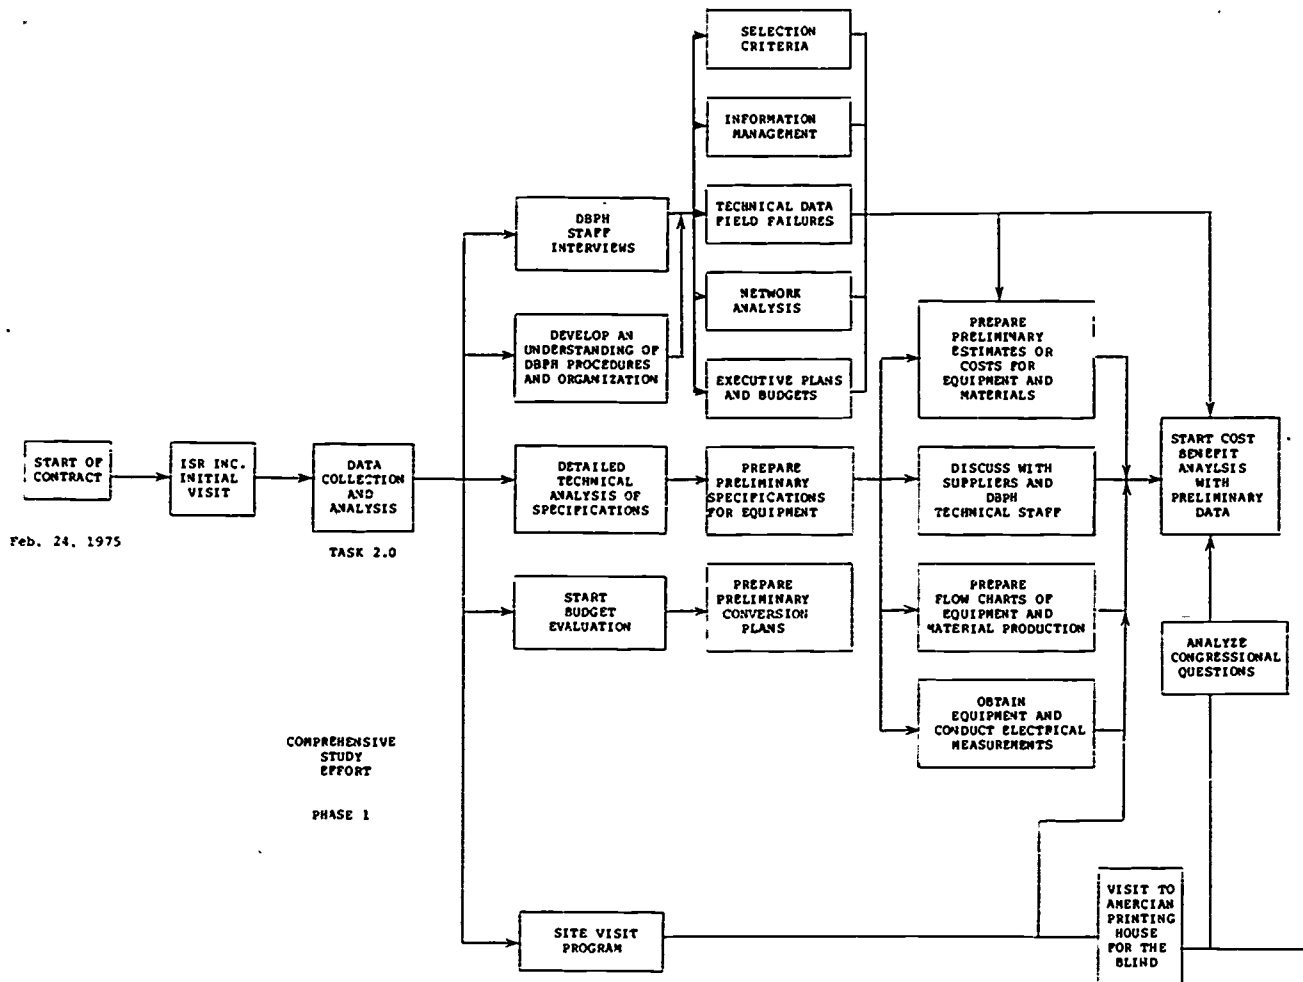 SELECTION
CRITERIA
INFORMATION
MANAGEMENT
TECHNICAL DATA
FIELD FAILURES
NETWORK
ANALYSIS
EXECUTIVE PLANS
AND BUDGETS
DBPH
STAFF
INTERVIEWS
DEVELOP AN
UNDERSTANDING OF
DBPH PROCEDURES
AND ORGANIZATION
START OF
CONTRACT
Feb. 24, 1975
ISR INC.
INITIAL
VISIT
DATA
COLLECTION
AND
ANALYSIS
TASK 2.0
DETAILED
TECHNICAL
ANALYSIS OF
SPECIFICATIONS
PREPARE
PRELIMINARY
SPECIFICATIONS
FOR EQUIPMENT
START
BUDGET
EVALUATION
PREPARE
PRELIMINARY
CONVERSION
PLANS
PREPARE
PRELIMINARY
ESTIMATES OR
COSTS FOR
EQUIPMENT AND
MATERIALS
DISCUSS WITH
SUPPLIERS AND
DBPH
TECHNICAL STAFF
PREPARE
FLOW CHARTS OF
EQUIPMENT AND
MATERIAL PRODUCTION
OBTAIN
EQUIPMENT AND
CONDUCT ELECTRICAL
MEASUREMENTS
START COST
BENEFIT
ANAYLSIS
WITH
PRELIMINARY
DATA
ANALYZE
CONGRESSIONAL
QUESTIONS
COMPREHENSIVE
STUDY
EFFORT
PHASE 1
SITE VISIT
PROGRAM
VISIT TO
AMERCIAN
PRINTING
HOUSE
FOR THE
BLIND